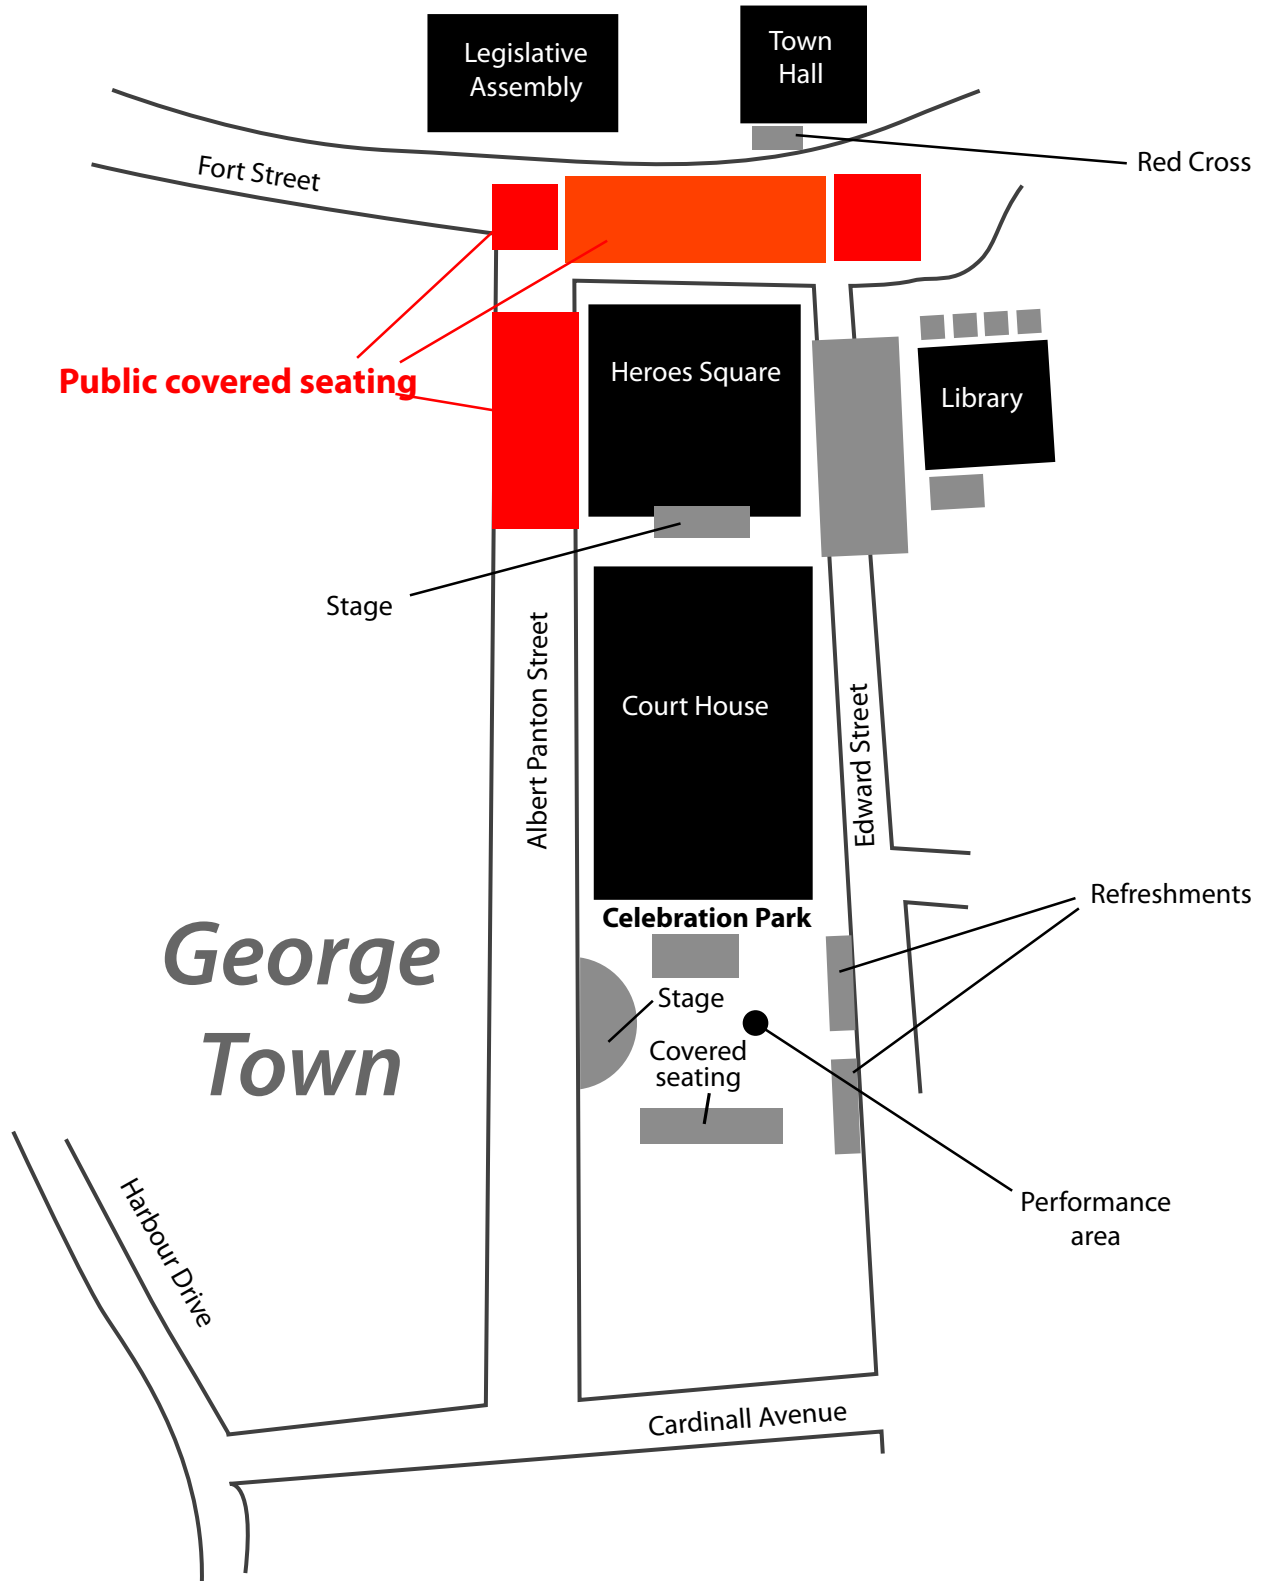 Legislative
Assembly
Town
Hall
Red Cross
Fort Street
Public covered seating
Heroes Square
Library
Stage
Albert Panton Street
Court House
Edward Street
Celebration Park
Refreshments
George
Town
Stage
Covered
seating
Performance
area
Harbour Drive
Cardinall Avenue